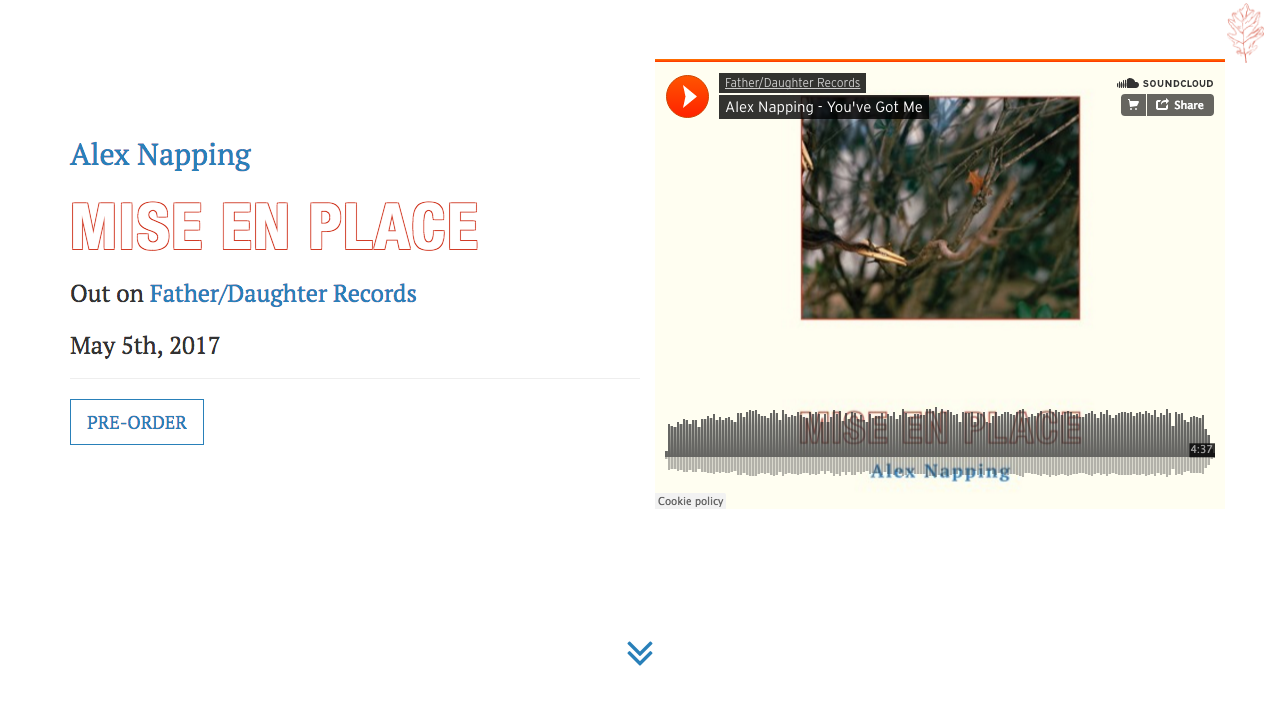 Alex Napping
MISE EN PLACE
Out on Father/Daughter Records
May 5th, 2017
PRE-ORDER
Father/Daughter Records
Alex Napping - You've Got Me
SOUNDCLOUD
Share
MISE EN PLACE
4:37
Alex Napping
Cookie policy